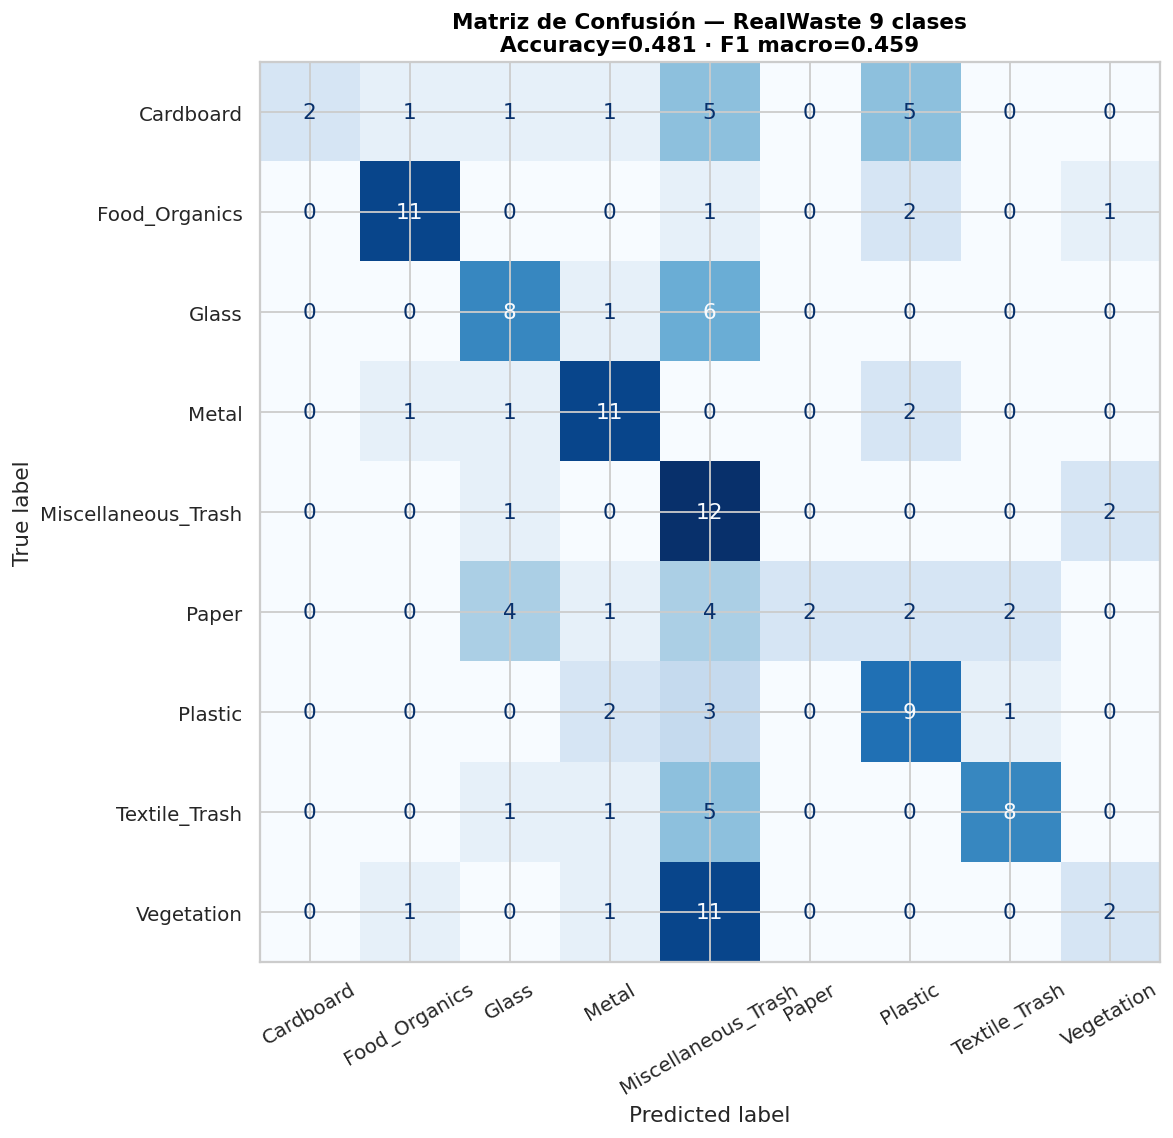 Matriz de Confusión — RealWaste 9 clases
Accuracy=0.481 · F1 macro=0.459
Cardboard 2 1 1 1 5 0 5 0 0
Food_Organics 0 11 0 0 1 0 2 0 1
Glass 0 0 8 1 6 0 0 0 0
Metal 0 1 1 11 0 0 2 0 0
Miscellaneous_Trash 0 0 1 0 12 0 0 0 2
Paper 0 0 4 1 4 2 2 2 0
Plastic 0 0 0 2 3 0 9 1 0
Textile_Trash 0 0 1 1 5 0 0 8 0
Vegetation 0 1 0 1 11 0 0 0 2
True label
Cardboard Food_Organics Glass Metal Miscellaneous_Trash Paper Plastic Textile_Trash Vegetation
Predicted label